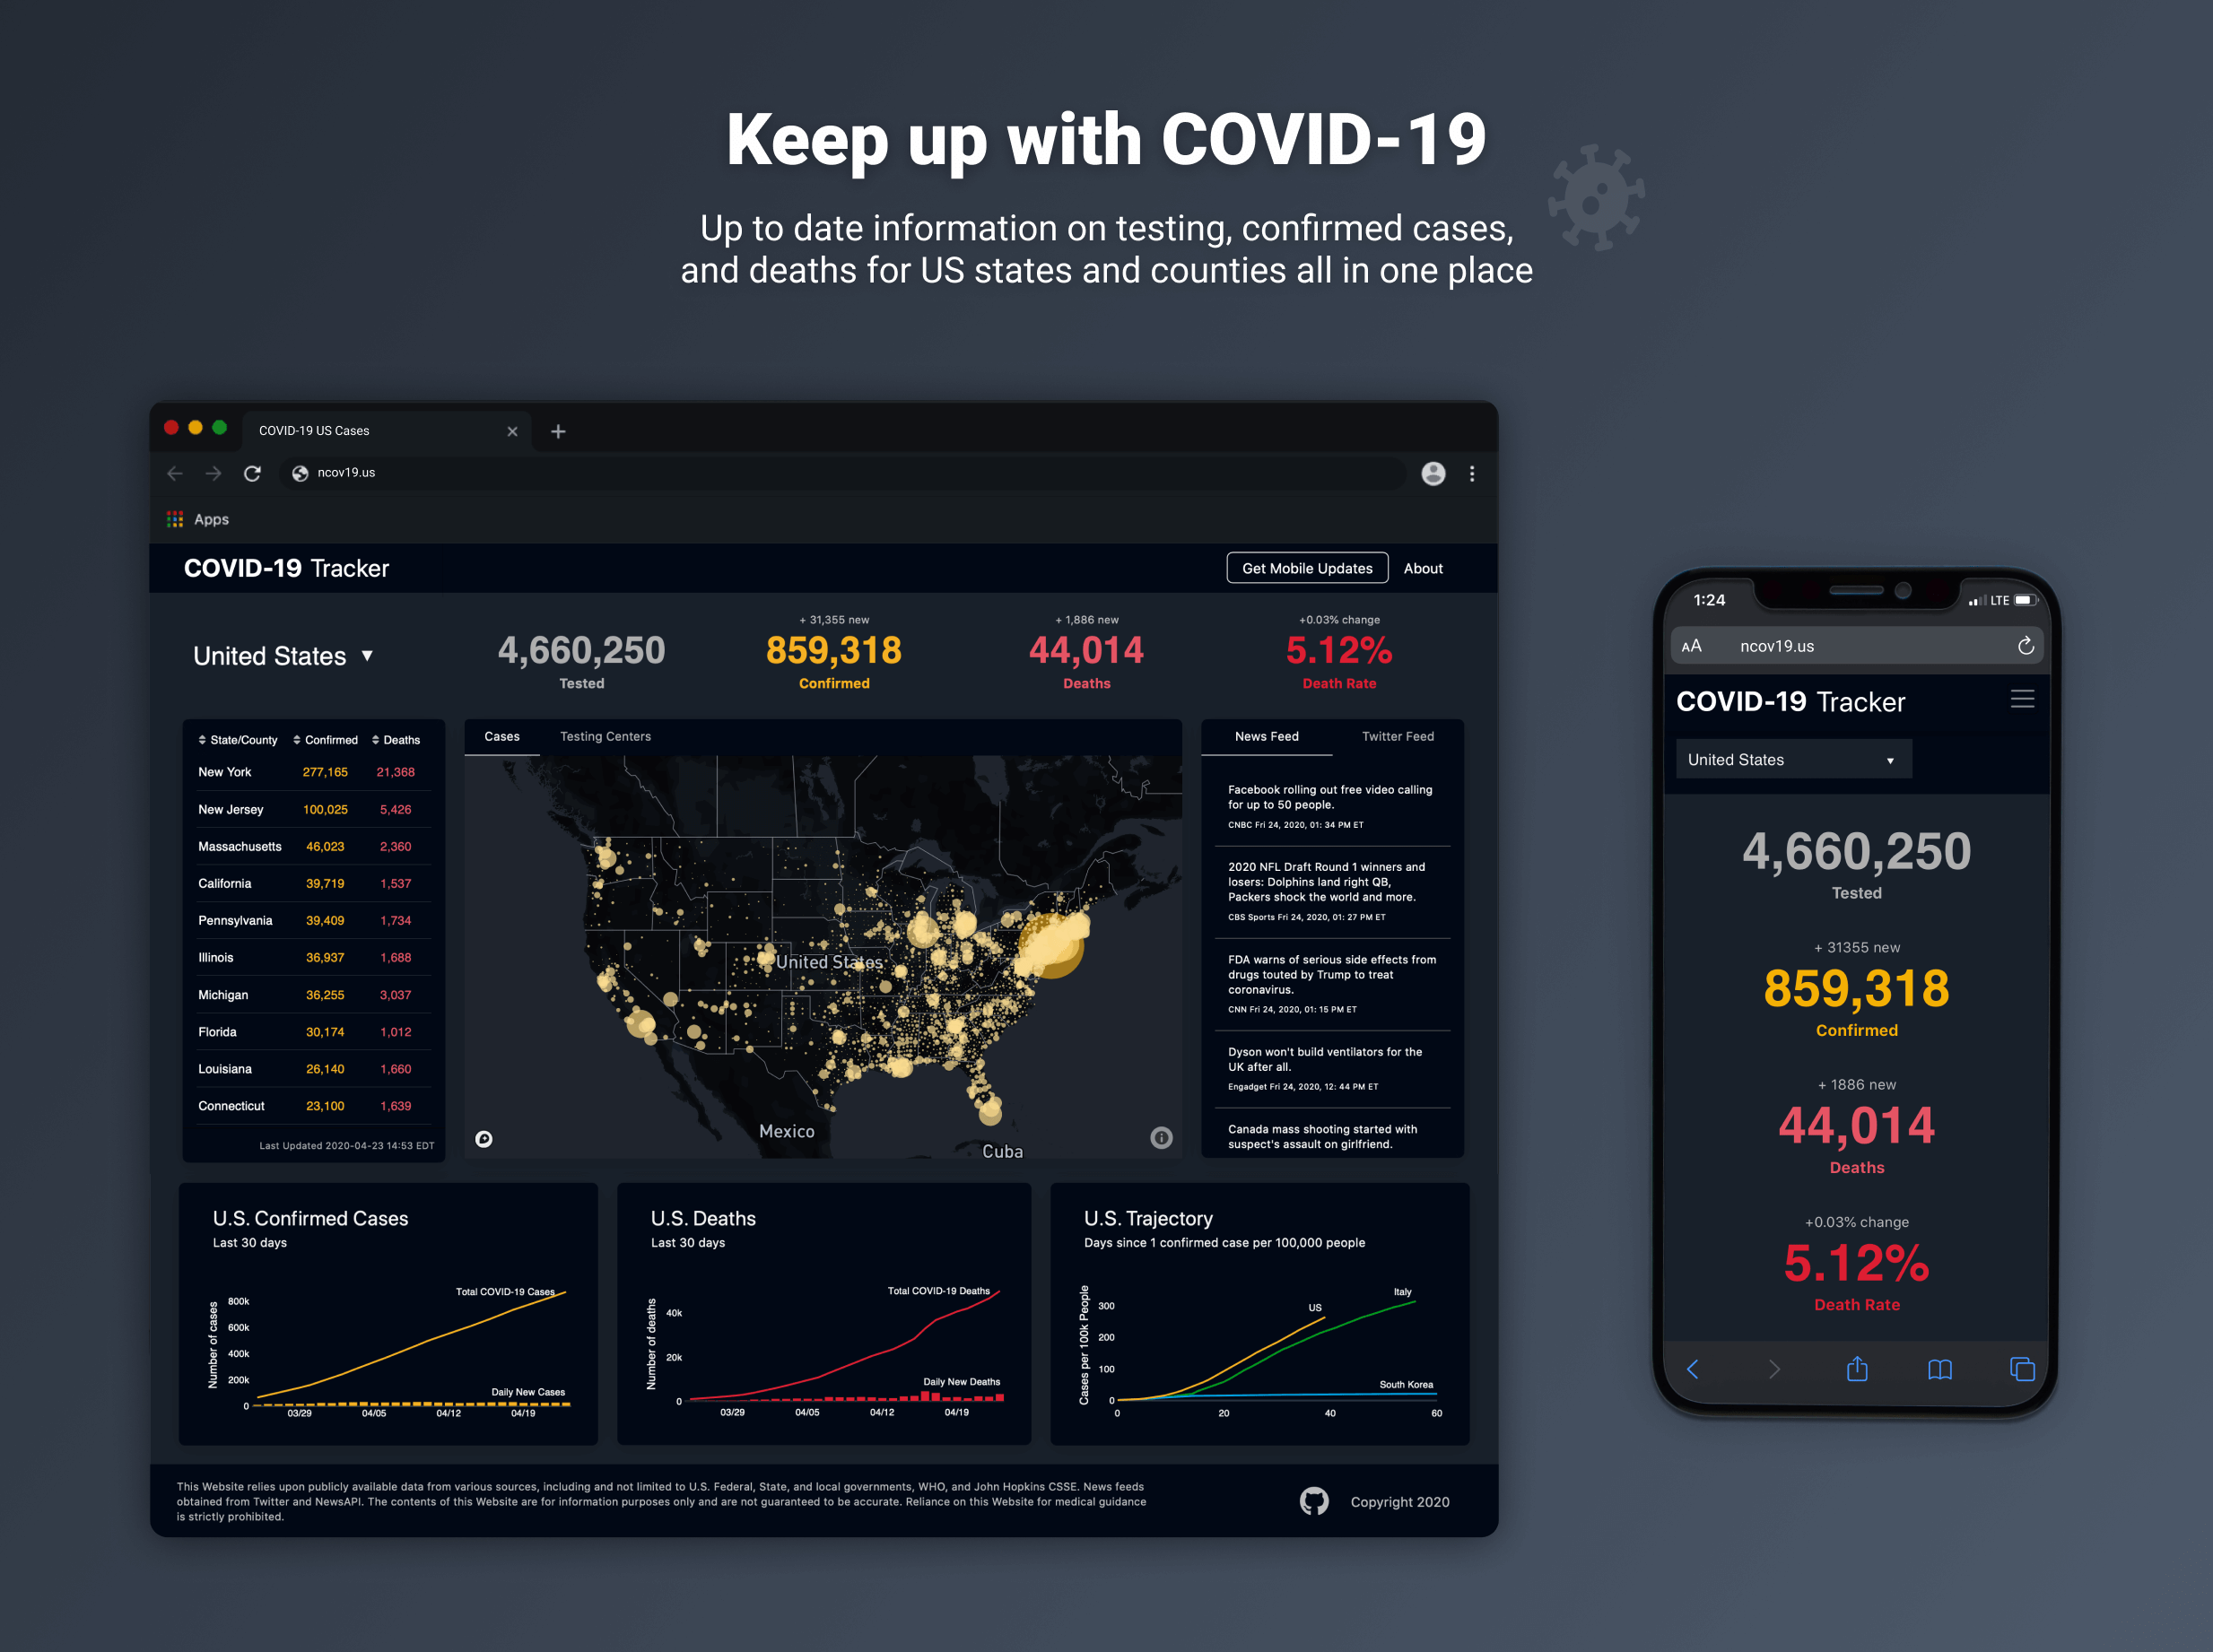 Keep up with COVID-19
Up to date information on testing, confirmed cases,
and deaths for US states and counties all in one place
COVID-19 US Cases
ncov19.us
Apps
COVID-19 Tracker
Get Mobile Updates
About
United States
4,660,250
Tested
+ 31,355 new
859,318
Confirmed
+ 1,886 new
44,014
Deaths
+0.03% change
5.12%
Death Rate
State/County Confirmed Deaths
New York 277,165 21,368
New Jersey 100,025 5,426
Massachusetts 46,023 2,360
California 39,719 1,537
Pennsylvania 39,409 1,734
Illinois 36,937 1,688
Michigan 36,255 3,037
Florida 30,174 1,012
Louisiana 26,140 1,660
Connecticut 23,100 1,639
Last Updated 2020-04-23 14:53 EDT
Cases Testing Centers
United States
Mexico
Cuba
News Feed Twitter Feed
Facebook rolling out free video calling
for up to 50 people.
CNBC Fri 24, 2020, 01: 34 PM ET
2020 NFL Draft Round 1 winners and
losers: Dolphins land right QB,
Packers shock the world and more.
CBS Sports Fri 24, 2020, 01: 27 PM ET
FDA warns of serious side effects from
drugs touted by Trump to treat
coronavirus.
CNN Fri 24, 2020, 01: 15 PM ET
Dyson won't build ventilators for the
UK after all.
Engadget Fri 24, 2020, 12: 44 PM ET
Canada mass shooting started with
suspect's assault on girlfriend.
U.S. Confirmed Cases
Last 30 days
Number of cases
800k
600k
400k
200k
0
Total COVID-19 Cases
Daily New Cases
03/29 04/05 04/12 04/19
U.S. Deaths
Last 30 days
Number of deaths
40k
20k
0
Total COVID-19 Deaths
Daily New Deaths
03/29 04/05 04/12 04/19
U.S. Trajectory
Days since 1 confirmed case per 100,000 people
Cases per 100k People
300
200
100
0
US
Italy
South Korea
0 20 40 60
This Website relies upon publicly available data from various sources, including and not limited to U.S. Federal, State, and local governments, WHO, and John Hopkins CSSE. News feeds
obtained from Twitter and NewsAPI. The contents of this Website are for information purposes only and are not guaranteed to be accurate. Reliance on this Website for medical guidance
is strictly prohibited.
Copyright 2020
1:24
LTE
AA ncov19.us
COVID-19 Tracker
United States
4,660,250
Tested
+ 31355 new
859,318
Confirmed
+ 1886 new
44,014
Deaths
+0.03% change
5.12%
Death Rate